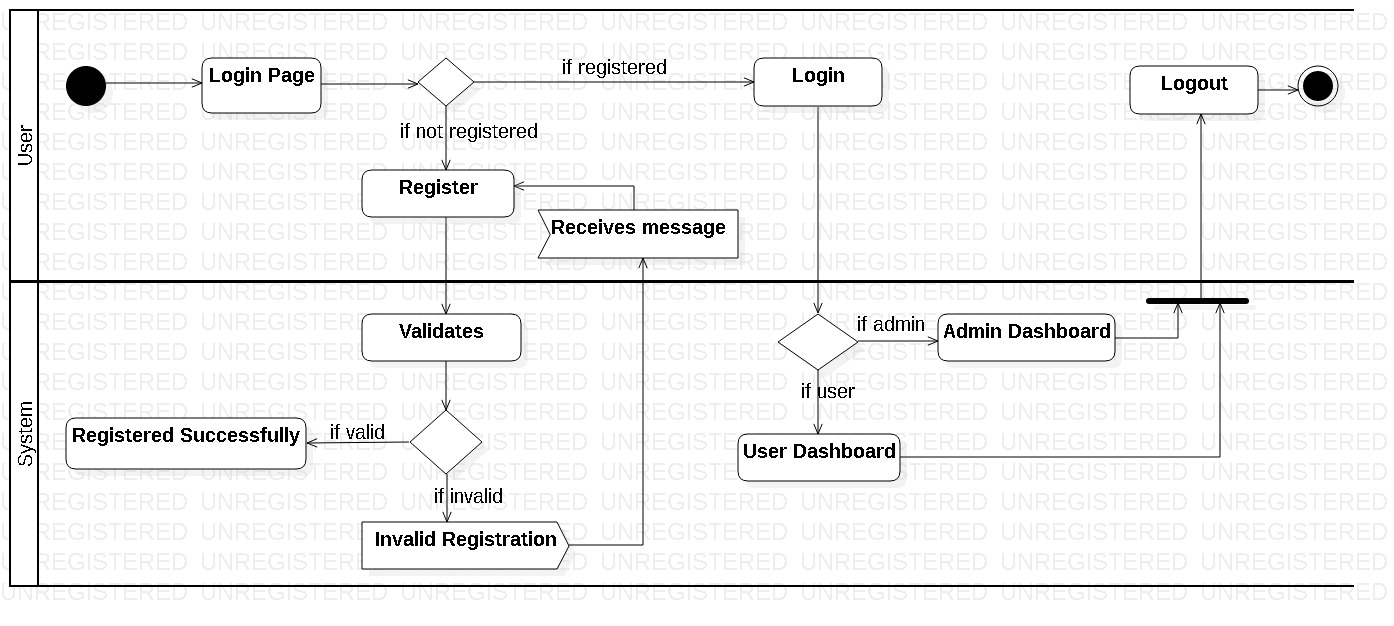 User
Login Page
if registered
Login
Logout
if not registered
Register
Receives message
System
Validates
if admin
Admin Dashboard
if user
Registered Successfully
if valid
User Dashboard
if invalid
Invalid Registration
UNREGISTERED